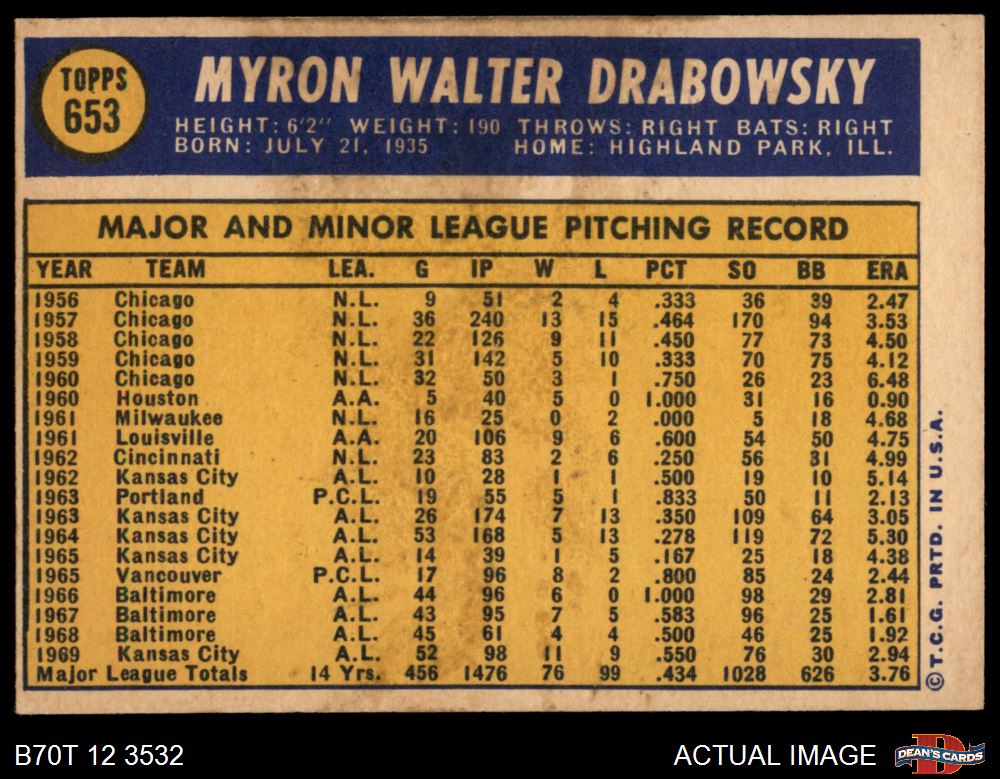 TOPPS
653
MYRON WALTER DRABOWSKY
HEIGHT: 6'2" WEIGHT: 190 THROWS: RIGHT BATS: RIGHT
BORN: JULY 21, 1935 HOME: HIGHLAND PARK, ILL.
MAJOR AND MINOR LEAGUE PITCHING RECORD
YEAR TEAM LEA. G IP W L PCT SO BB ERA
1956 Chicago N.L. 9 51 2 4 .333 36 39 2.47
1957 Chicago N.L. 36 240 13 15 .464 170 94 3.53
1958 Chicago N.L. 22 126 9 11 .450 77 73 4.50
1959 Chicago N.L. 31 142 5 10 .333 70 75 4.12
1960 Chicago N.L. 32 50 3 1 .750 26 23 6.48
1960 Houston A.A. 5 40 5 0 1.000 31 16 0.90
1961 Milwaukee N.L. 16 25 0 2 .000 5 18 4.68
1961 Louisville A.A. 20 106 9 6 .600 54 50 4.75
1962 Cincinnati N.L. 23 83 2 6 .250 56 31 4.99
1962 Kansas City A.L. 10 28 1 1 .500 19 10 5.14
1963 Portland P.C.L. 19 55 5 1 .833 50 11 2.13
1963 Kansas City A.L. 26 174 7 13 .350 109 64 3.05
1964 Kansas City A.L. 53 168 5 13 .278 119 72 5.30
1965 Kansas City A.L. 14 39 1 5 .167 25 18 4.38
1965 Vancouver P.C.L. 17 96 8 2 .800 85 24 2.44
1966 Baltimore A.L. 44 96 6 0 1.000 98 29 2.81
1967 Baltimore A.L. 43 95 7 5 .583 96 25 1.61
1968 Baltimore A.L. 45 61 4 4 .500 46 25 1.92
1969 Kansas City A.L. 52 98 11 9 .550 76 30 2.94
Major League Totals 14 Yrs. 456 1476 76 99 .434 1028 626 3.76
©T.C.G. PRTD. IN U.S.A.
B70T 12 3532 ACTUAL IMAGE
DEAN'S CARDS